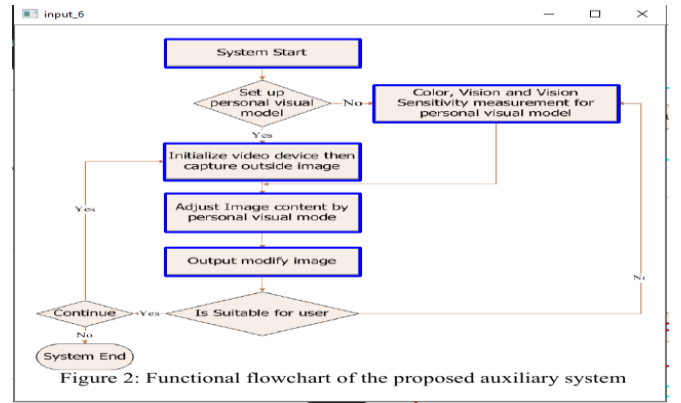 input_6
System Start
Set up
personal visual
model
No
Color, Vision and Vision
Sensitivity measurement for
personal visual model
Yes
Initialize video device then
capture outside image
Yes
Adjust Image content by
personal visual mode
Output modify image
Continue
Yes
Is Suitable for user
No
System End
Figure 2: Functional flowchart of the proposed auxiliary system